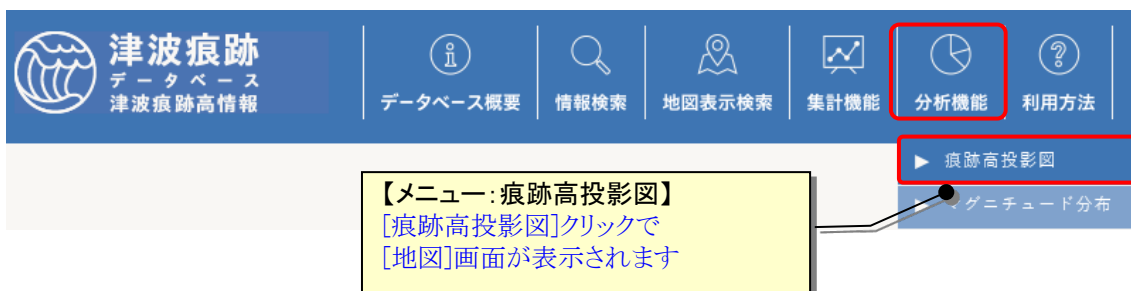 津波痕跡
データベース
津波痕跡高情報
データベース概要
情報検索
地図表示検索
集計機能
分析機能
利用方法
▶ 痕跡高投影図
マグニチュード分布
【メニュー：痕跡高投影図】
[痕跡高投影図]クリックで
[地図]画面が表示されます